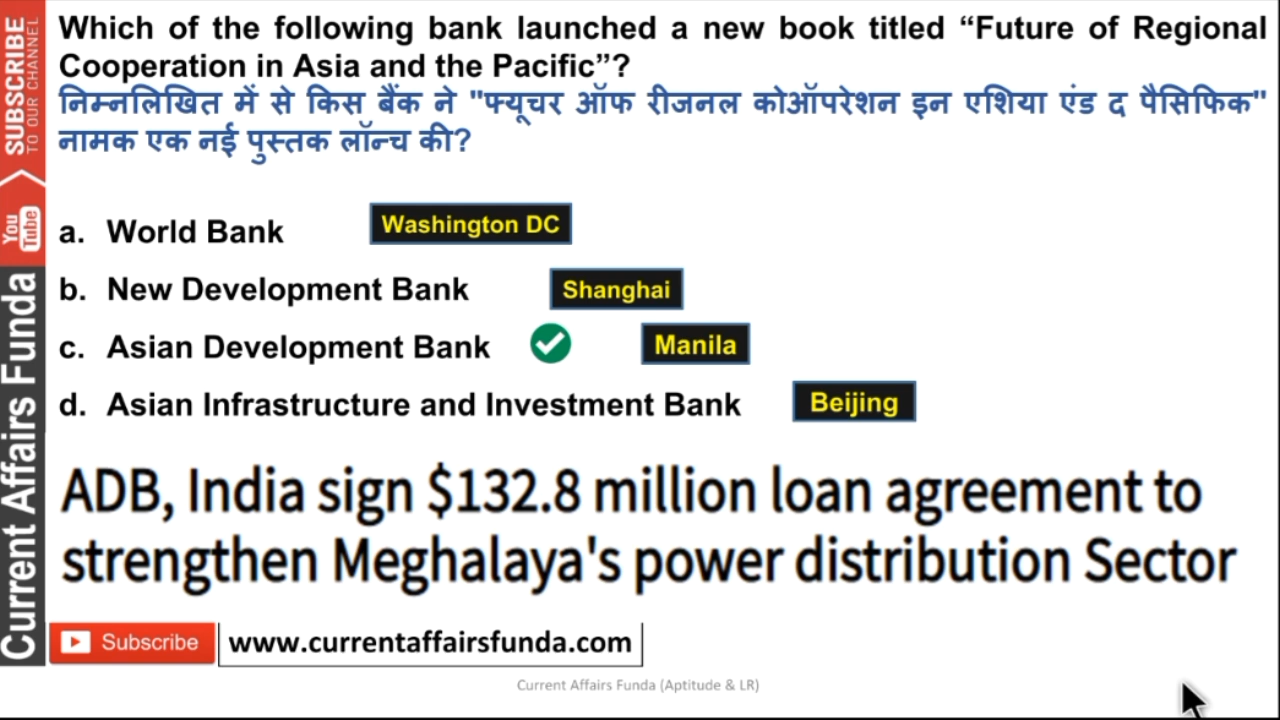 Which of the following bank launched a new book titled “Future of Regional
Cooperation in Asia and the Pacific”?
निम्नलिखित में से किस बैंक ने "फ्यूचर ऑफ रीजनल कोऑपरेशन इन एशिया एंड द पैसिफिक"
नामक एक नई पुस्तक लॉन्च की?
a. World Bank Washington DC
b. New Development Bank Shanghai
c. Asian Development Bank Manila
d. Asian Infrastructure and Investment Bank Beijing
ADB, India sign $132.8 million loan agreement to
strengthen Meghalaya's power distribution Sector
Subscribe www.currentaffairsfunda.com
Current Affairs Funda (Aptitude & LR)
SUBSCRIBE
TO OUR CHANNEL
You
Tube
Current Affairs Funda